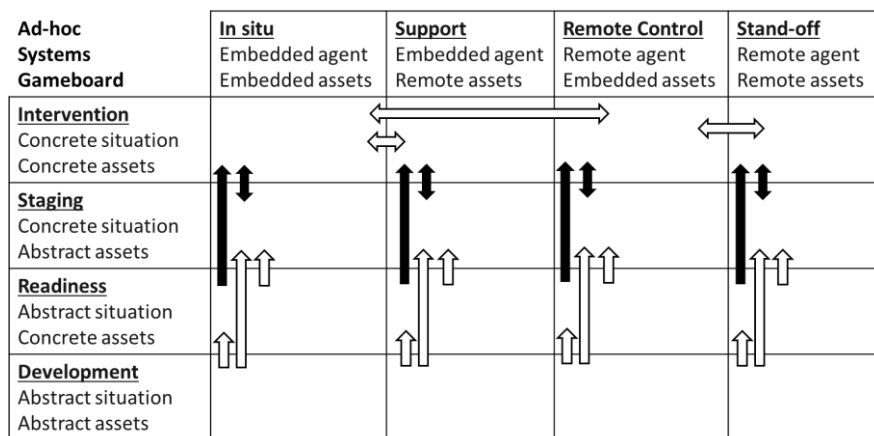 Ad-hoc
Systems
Gameboard
In situ
Embedded agent
Embedded assets
Support
Embedded agent
Remote assets
Remote Control
Remote agent
Embedded assets
Stand-off
Remote agent
Remote assets
Intervention
Concrete situation
Concrete assets
Staging
Concrete situation
Abstract assets
Readiness
Abstract situation
Concrete assets
Development
Abstract situation
Abstract assets